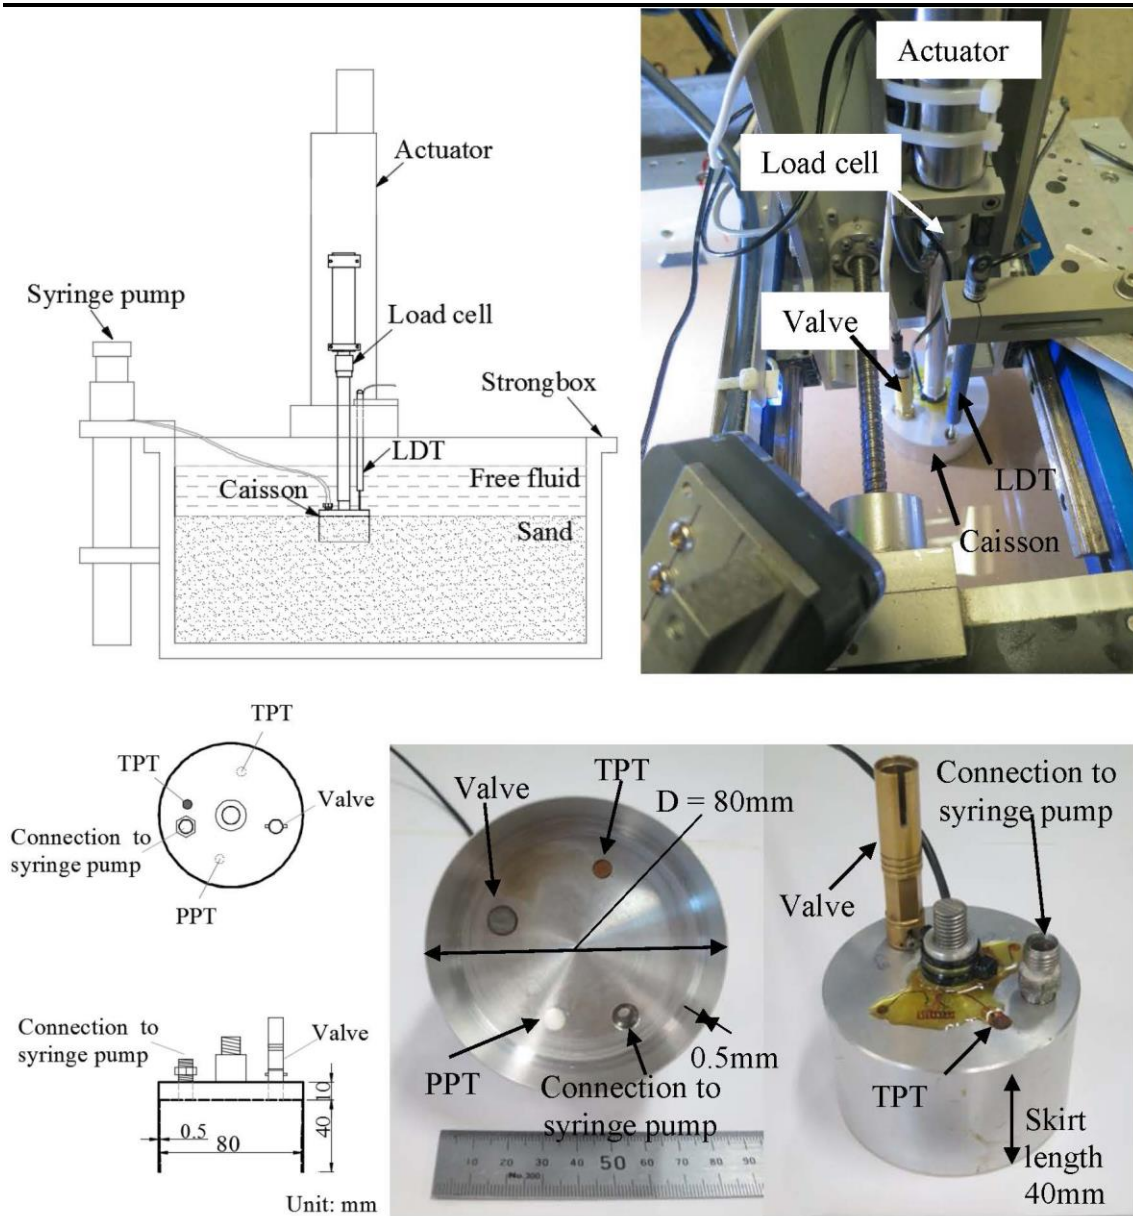 Actuator
Syringe pump
Load cell
Strongbox
LDT
Free fluid
Caisson
Sand
Actuator
Load cell
Valve
LDT
Caisson
TPT
TPT
Valve
Connection to
syringe pump
PPT
Connection to
syringe pump
Valve
10
40
0.5
80
Unit: mm
Valve
TPT
D = 80mm
PPT
Connection to
syringe pump
0.5mm
10 20 30 40 50 60 70 80 90
No.300
Connection to
syringe pump
Valve
TPT
Skirt
length
40mm